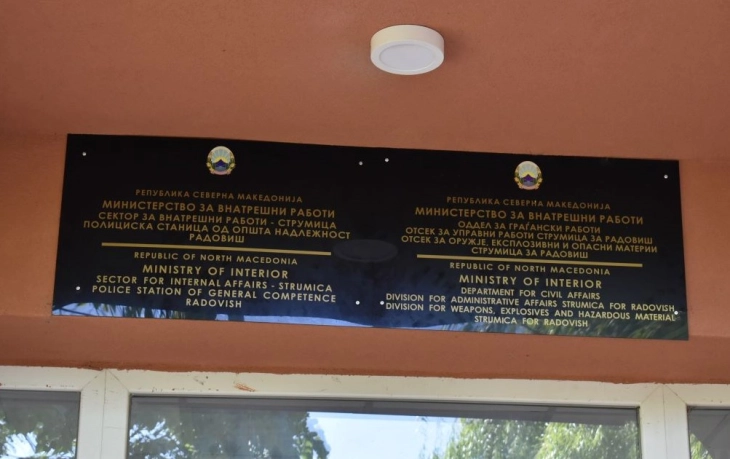 РЕПУБЛИКА СЕВЕРНА МАКЕДОНИЈА
МИНИСТЕРСТВО ЗА ВНАТРЕШНИ РАБОТИ
СЕКТОР ЗА ВНАТРЕШНИ РАБОТИ - СТРУМИЦА
ПОЛИЦИСКА СТАНИЦА ОД ОПШТА НАДЛЕЖНОСТ
РАДОВИШ
REPUBLIC OF NORTH MACEDONIA
MINISTRY OF INTERIOR
SECTOR FOR INTERNAL AFFAIRS - STRUMICA
POLICE STATION OF GENERAL COMPETENCE
RADOVISH
РЕПУБЛИКА СЕВЕРНА МАКЕДОНИЈА
МИНИСТЕРСТВО ЗА ВНАТРЕШНИ РАБОТИ
ОДДЕЛ ЗА ГРАЃАНСКИ РАБОТИ
ОТСЕК ЗА УПРАВНИ РАБОТИ СТРУМИЦА ЗА РАДОВИШ
ОТСЕК ЗА ОРУЖЈЕ, ЕКСПЛОЗИВНИ И ОПАСНИ МАТЕРИИ
СТРУМИЦА ЗА РАДОВИШ
REPUBLIC OF NORTH MACEDONIA
MINISTRY OF INTERIOR
DEPARTMENT FOR CIVIL AFFAIRS
DIVISION FOR ADMINISTRATIVE AFFAIRS STRUMICA FOR RADOVISH
DIVISION FOR WEAPONS, EXPLOSIVES AND HAZARDOUS MATERIAL
STRUMICA FOR RADOVISH